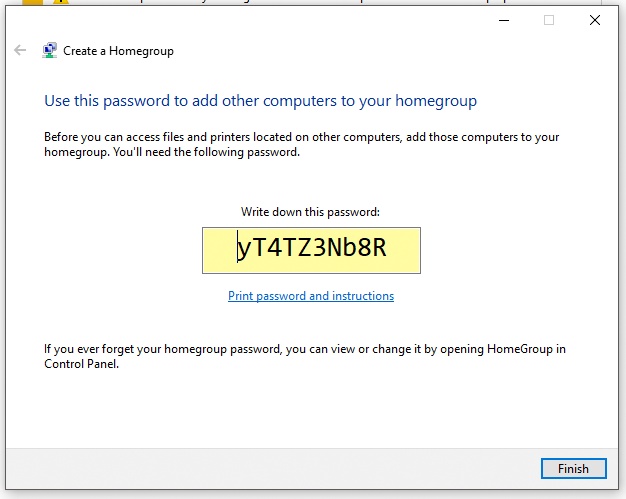 Create a Homegroup
Use this password to add other computers to your homegroup
Before you can access files and printers located on other computers, add those computers to your
homegroup. You'll need the following password.
Write down this password:
yT4TZ3Nb8R
Print password and instructions
If you ever forget your homegroup password, you can view or change it by opening HomeGroup in
Control Panel.
Finish